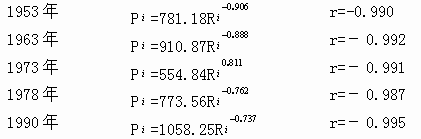 1953年 Pi=781.18Ri^-0.906 r=-0.990
1963年 Pi=910.87Ri^-0.888 r=－0.992
1973年 Pi=554.84Ri^0.811 r=－0.991
1978年 Pi=773.56Ri^-0.762 r=－0.987
1990年 Pi=1058.25Ri^-0.737 r=－0.995